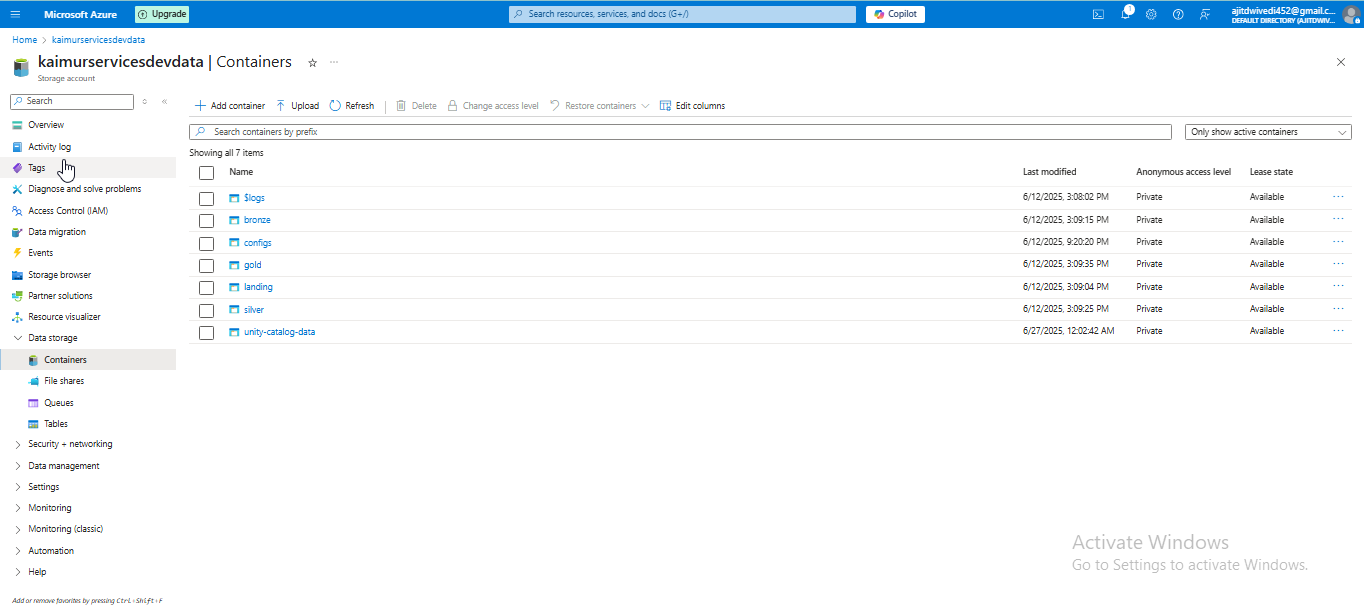 Microsoft Azure Upgrade Search resources, services, and docs (G+/) Copilot 1 ajitdwivedi452@gmail.c...
DEFAULT DIRECTORY (AJITDWIV...
Home > kaimurservicesdevdata
kaimurservicesdevdata | Containers
Storage account
Search
Add container Upload Refresh Delete Change access level Restore containers Edit columns
Overview
Activity log
Tags
Diagnose and solve problems
Access Control (IAM)
Data migration
Events
Storage browser
Partner solutions
Resource visualizer
Data storage
Containers
File shares
Queues
Tables
Security + networking
Data management
Settings
Monitoring
Monitoring (classic)
Automation
Help
Add or remove favorites by pressing Ctrl+Shift+F
Search containers by prefix Only show active containers
Showing all 7 items
Name Last modified Anonymous access level Lease state
$logs 6/12/2025, 3:08:02 PM Private Available
bronze 6/12/2025, 3:09:15 PM Private Available
configs 6/12/2025, 9:20:20 PM Private Available
gold 6/12/2025, 3:09:35 PM Private Available
landing 6/12/2025, 3:09:04 PM Private Available
silver 6/12/2025, 3:09:25 PM Private Available
unity-catalog-data 6/27/2025, 12:02:42 AM Private Available
Activate Windows
Go to Settings to activate Windows.